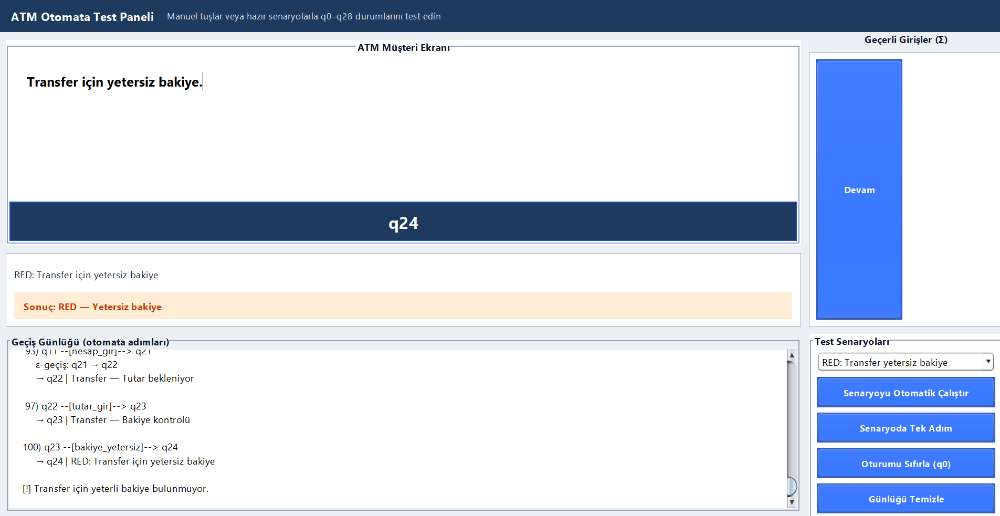 ATM Otomata Test Paneli
Manuel tuşlar veya hazır senaryolarla q0–q28 durumlarını test edin
ATM Müşteri Ekranı
Transfer için yetersiz bakiye.
q24
RED: Transfer için yetersiz bakiye
Sonuç: RED — Yetersiz bakiye
Geçiş Günlüğü (otomata adımları)
93) q11 --[hesap_gir]--> q21
ε-geçiş: q21 → q22
→ q22 | Transfer — Tutar bekleniyor
97) q22 --[tutar_gir]--> q23
→ q23 | Transfer — Bakiye kontrolü
100) q23 --[bakiye_yetersiz]--> q24
→ q24 | RED: Transfer için yetersiz bakiye
[!] Transfer için yeterli bakiye bulunmuyor.
Geçerli Girişler (Σ)
Devam
Test Senaryoları
RED: Transfer yetersiz bakiye
Senaryoyu Otomatik Çalıştır
Senaryoda Tek Adım
Oturumu Sıfırla (q0)
Günlüğü Temizle